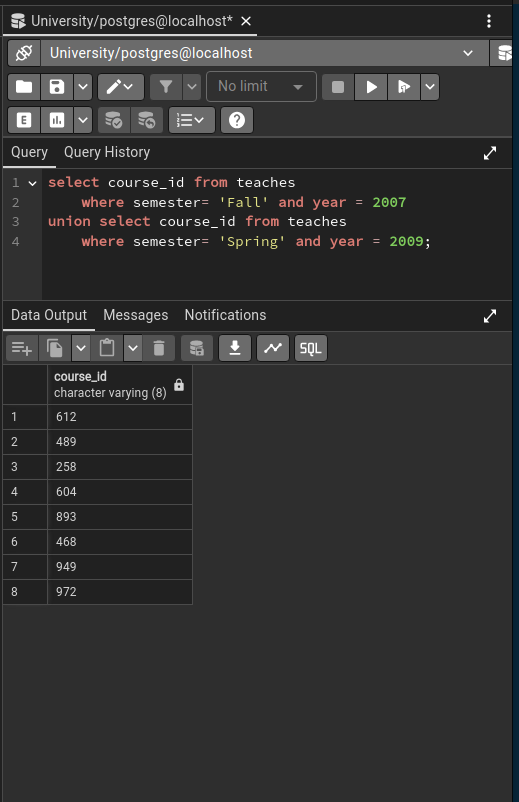 University/postgres@localhost*
University/postgres@localhost
No limit
E
Query Query History
1 select course_id from teaches
2 where semester= 'Fall' and year = 2007
3 union select course_id from teaches
4 where semester= 'Spring' and year = 2009;
Data Output Messages Notifications
SQL
course_id
character varying (8)
1 612
2 489
3 258
4 604
5 893
6 468
7 949
8 972